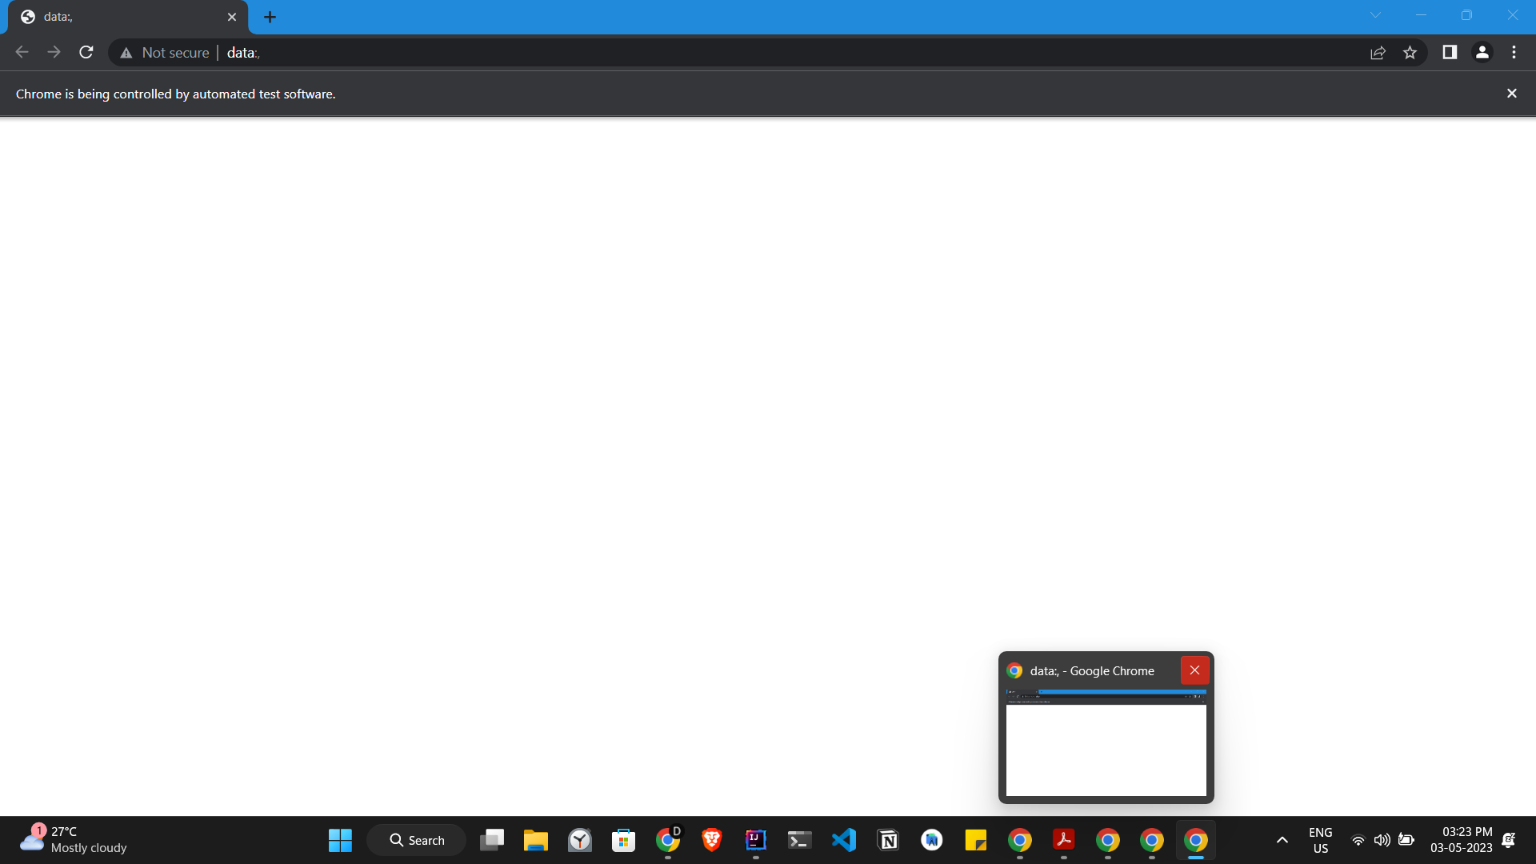 data:,
Not secure | data:,
Chrome is being controlled by automated test software.
data:, - Google Chrome
1
27°C
Mostly cloudy
Search
D
ENG
US
03:23 PM
03-05-2023